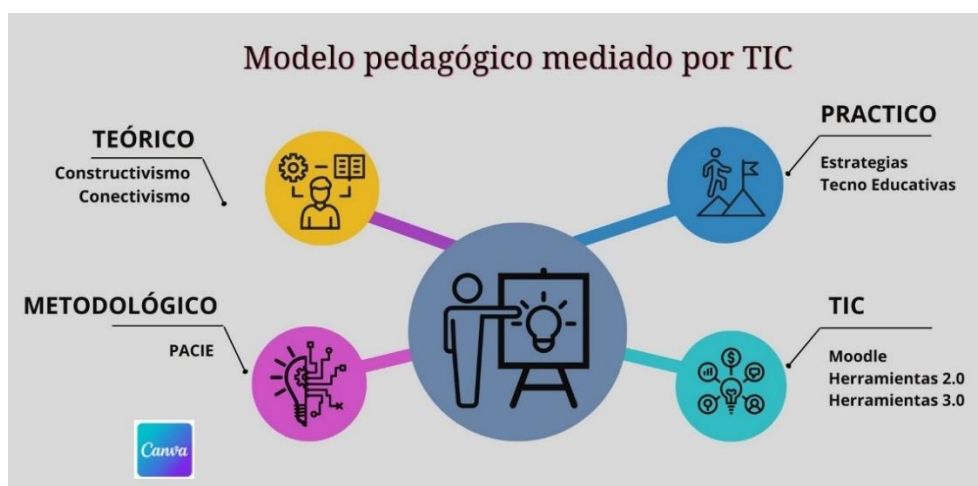 Modelo pedagógico mediado por TIC
TEÓRICO
Constructivismo
Conectivismo
PRACTICO
Estrategias
Tecno Educativas
METODOLÓGICO
PACIE
TIC
Moodle
Herramientas 2.0
Herramientas 3.0
Canva